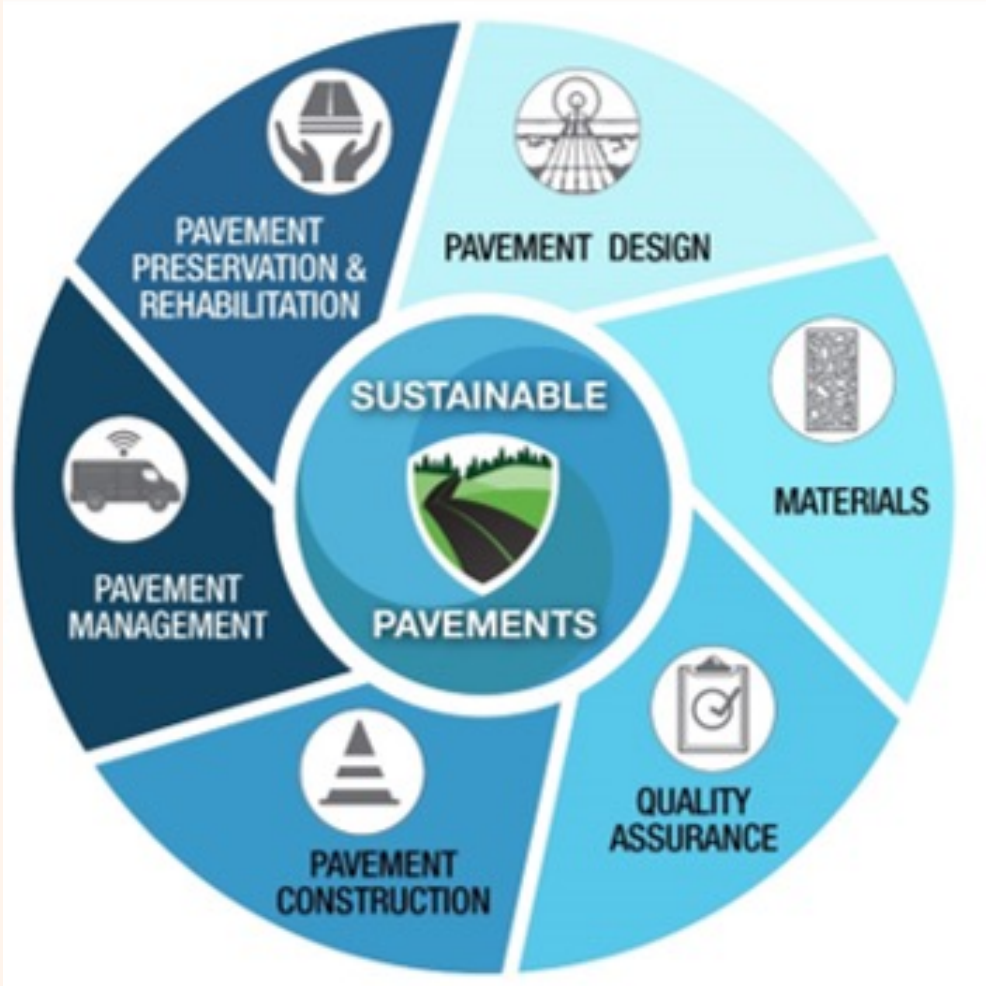 SUSTAINABLE
PAVEMENTS
PAVEMENT DESIGN
MATERIALS
QUALITY
ASSURANCE
PAVEMENT
CONSTRUCTION
PAVEMENT
MANAGEMENT
PAVEMENT
PRESERVATION &
REHABILITATION